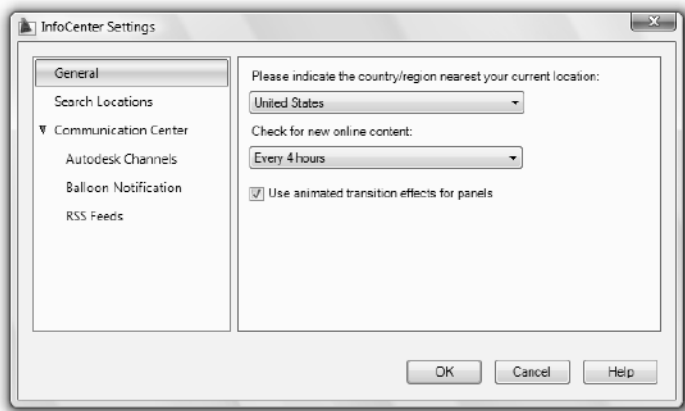 InfoCenter Settings
General
Search Locations
Communication Center
Autodesk Channels
Balloon Notification
RSS Feeds
Please indicate the country/region nearest your current location:
United States
Check for new online content:
Every 4 hours
Use animated transition effects for panels
OK
Cancel
Help